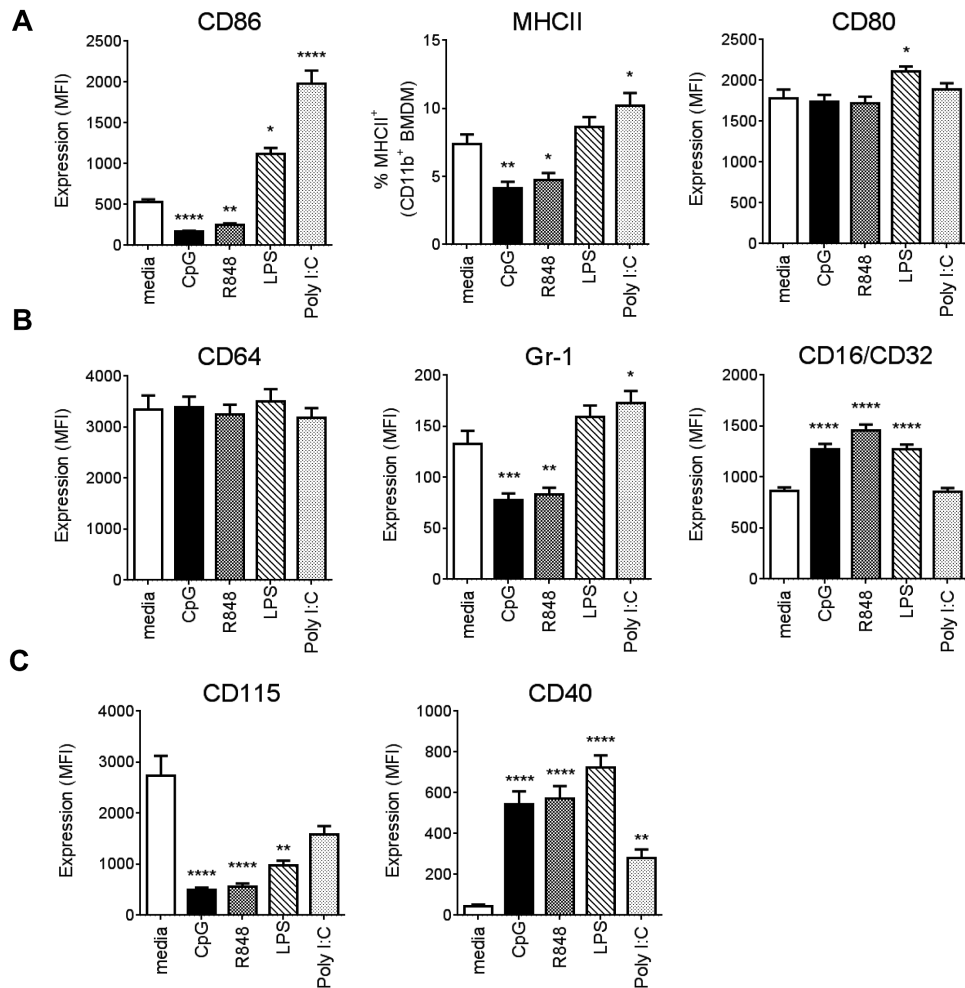 A
CD86
Expression (MFI)
2500
2000
1500
1000
500
0
****
**
*
****
media
CpG
R848
LPS
Poly I:C
MHCII
% MHCII⁺
(CD11b⁺ BMDM)
15
10
5
0
**
*
*
media
CpG
R848
LPS
Poly I:C
CD80
Expression (MFI)
2500
2000
1500
1000
500
0
*
media
CpG
R848
LPS
Poly I:C
B
CD64
Expression (MFI)
4000
3000
2000
1000
0
media
CpG
R848
LPS
Poly I:C
Gr-1
Expression (MFI)
200
150
100
50
0
***
**
*
media
CpG
R848
LPS
Poly I:C
CD16/CD32
Expression (MFI)
2000
1500
1000
500
0
****
****
****
media
CpG
R848
LPS
Poly I:C
C
CD115
Expression (MFI)
4000
3000
2000
1000
0
****
****
**
media
CpG
R848
LPS
Poly I:C
CD40
Expression (MFI)
1000
800
600
400
200
0
****
****
****
**
media
CpG
R848
LPS
Poly I:C